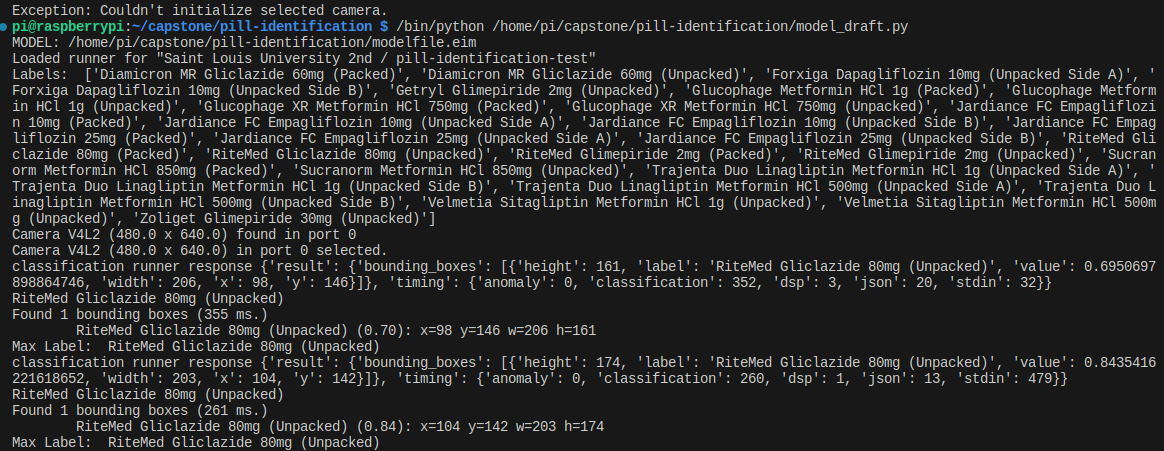 Exception: Couldn't initialize selected camera.
pi@raspberrypi:~/capstone/pill-identification $ /bin/python /home/pi/capstone/pill-identification/model_draft.py
MODEL: /home/pi/capstone/pill-identification/modelfile.eim
Loaded runner for "Saint Louis University 2nd / pill-identification-test"
Labels:  ['Diamicron MR Gliclazide 60mg (Packed)', 'Diamicron MR Gliclazide 60mg (Unpacked)', 'Forxiga Dapagliflozin 10mg (Unpacked Side A)', '
Forxiga Dapagliflozin 10mg (Unpacked Side B)', 'Getryl Glimepiride 2mg (Unpacked)', 'Glucophage Metformin HCl 1g (Packed)', 'Glucophage Metform
in HCl 1g (Unpacked)', 'Glucophage XR Metformin HCl 750mg (Packed)', 'Glucophage XR Metformin HCl 750mg (Unpacked)', 'Jardiance FC Empagliflozi
n 10mg (Packed)', 'Jardiance FC Empagliflozin 10mg (Unpacked Side A)', 'Jardiance FC Empagliflozin 10mg (Unpacked Side B)', 'Jardiance FC Empag
liflozin 25mg (Packed)', 'Jardiance FC Empagliflozin 25mg (Unpacked Side A)', 'Jardiance FC Empagliflozin 25mg (Unpacked Side B)', 'RiteMed Gli
clazide 80mg (Packed)', 'RiteMed Gliclazide 80mg (Unpacked)', 'RiteMed Glimepiride 2mg (Packed)', 'RiteMed Glimepiride 2mg (Unpacked)', 'Sucran
orm Metformin HCl 850mg (Packed)', 'Sucranorm Metformin HCl 850mg (Unpacked)', 'Trajenta Duo Linagliptin Metformin HCl 1g (Unpacked Side A)', '
Trajenta Duo Linagliptin Metformin HCl 1g (Unpacked Side B)', 'Trajenta Duo Linagliptin Metformin HCl 500mg (Unpacked Side A)', 'Trajenta Duo L
inagliptin Metformin HCl 500mg (Unpacked Side B)', 'Velmetia Sitagliptin Metformin HCl 1g (Unpacked)', 'Velmetia Sitagliptin Metformin HCl 500m
g (Unpacked)', 'Zoliget Glimepiride 30mg (Unpacked)']
Camera V4L2 (480.0 x 640.0) found in port 0
Camera V4L2 (480.0 x 640.0) in port 0 selected.
classification runner response {'result': {'bounding_boxes': [{'height': 161, 'label': 'RiteMed Gliclazide 80mg (Unpacked)', 'value': 0.6950697
898864746, 'width': 206, 'x': 98, 'y': 146}]}, 'timing': {'anomaly': 0, 'classification': 352, 'dsp': 3, 'json': 20, 'stdin': 32}}
RiteMed Gliclazide 80mg (Unpacked)
Found 1 bounding boxes (355 ms.)
        RiteMed Gliclazide 80mg (Unpacked) (0.70): x=98 y=146 w=206 h=161
Max Label:  RiteMed Gliclazide 80mg (Unpacked)
classification runner response {'result': {'bounding_boxes': [{'height': 174, 'label': 'RiteMed Gliclazide 80mg (Unpacked)', 'value': 0.8435416
221618652, 'width': 203, 'x': 104, 'y': 142}]}, 'timing': {'anomaly': 0, 'classification': 260, 'dsp': 1, 'json': 13, 'stdin': 479}}
RiteMed Gliclazide 80mg (Unpacked)
Found 1 bounding boxes (261 ms.)
        RiteMed Gliclazide 80mg (Unpacked) (0.84): x=104 y=142 w=203 h=174
Max Label:  RiteMed Gliclazide 80mg (Unpacked)